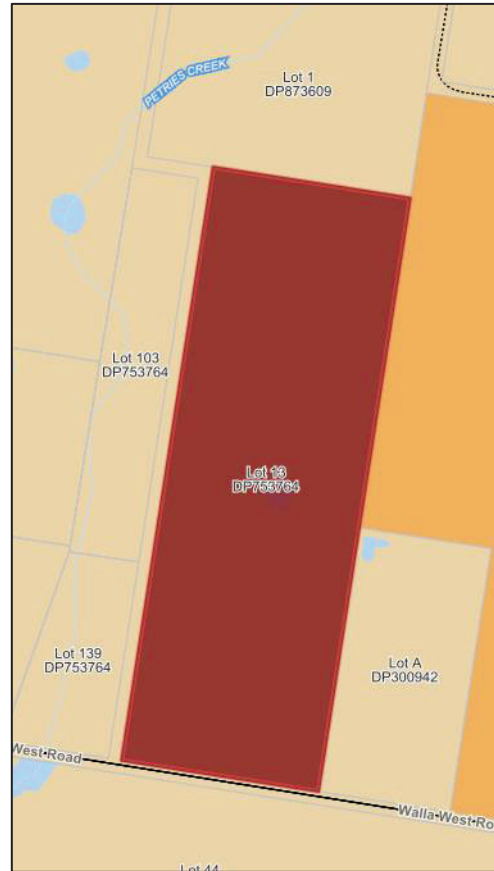 PETRIES CREEK
Lot 1
DP873609
Lot 103
DP753764
Lot 13
DP753764
Lot 139
DP753764
Lot A
DP300942
West Road
Walla West Ro
Lot 44